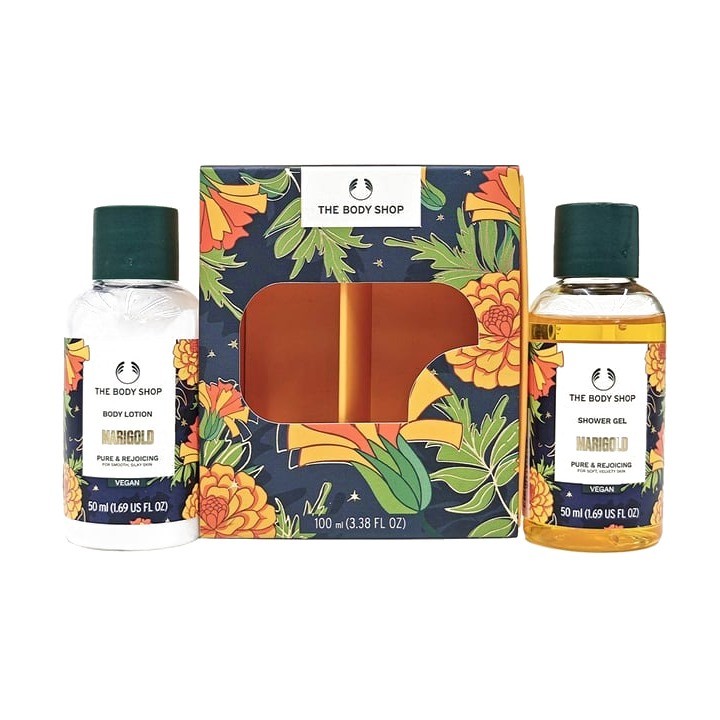 THE BODY SHOP
100 ml (3.38 FL OZ)
THE BODY SHOP
BODY LOTION
MARIGOLD
PURE & REJOICING
FOR SMOOTH, SILKY SKIN
VEGAN
50 ml (1.69 US FL OZ)
THE BODY SHOP
SHOWER GEL
MARIGOLD
PURE & REJOICING
FOR SOFT, VELVETY SKIN
VEGAN
50 ml (1.69 US FL OZ)